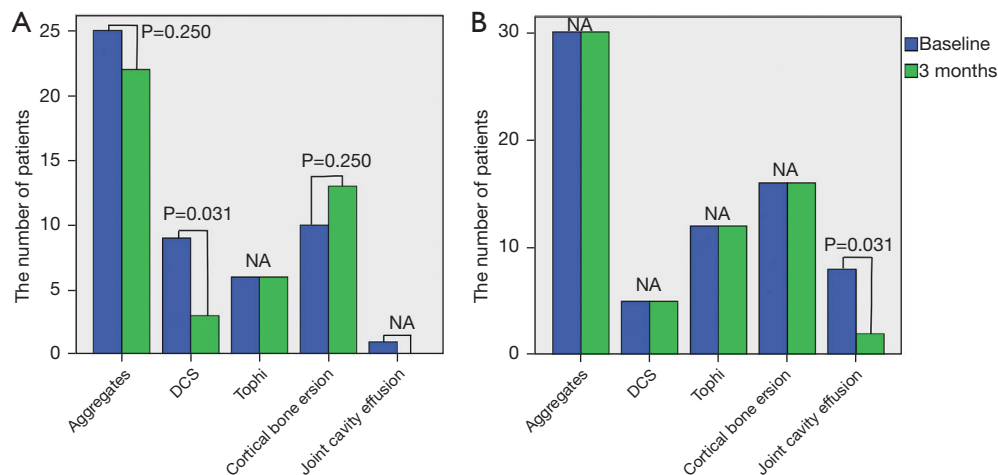 A
The number of patients
25
20
15
10
5
0
P=0.250
P=0.031
NA
P=0.250
NA
Aggregates
DCS
Tophi
Cortical bone ersion
Joint cavity effusion
B
The number of patients
30
20
10
0
NA
NA
NA
NA
P=0.031
Aggregates
DCS
Tophi
Cortical bone ersion
Joint cavity effusion
Baseline
3 months